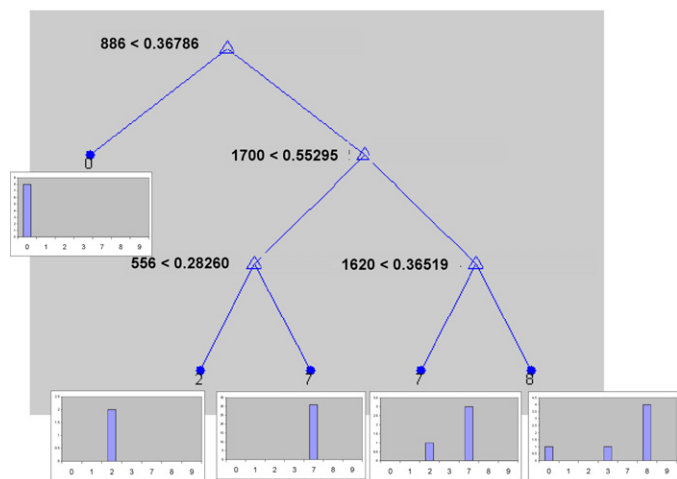 886 < 0.36786
0
1700 < 0.55295
0 1 2 3 7 8 9
556 < 0.28260
1620 < 0.36519
2
7
7
8
0 1 2 3 7 8 9
0 1 2 3 7 8 9
0 1 2 3 7 8 9
0 1 2 3 7 8 9